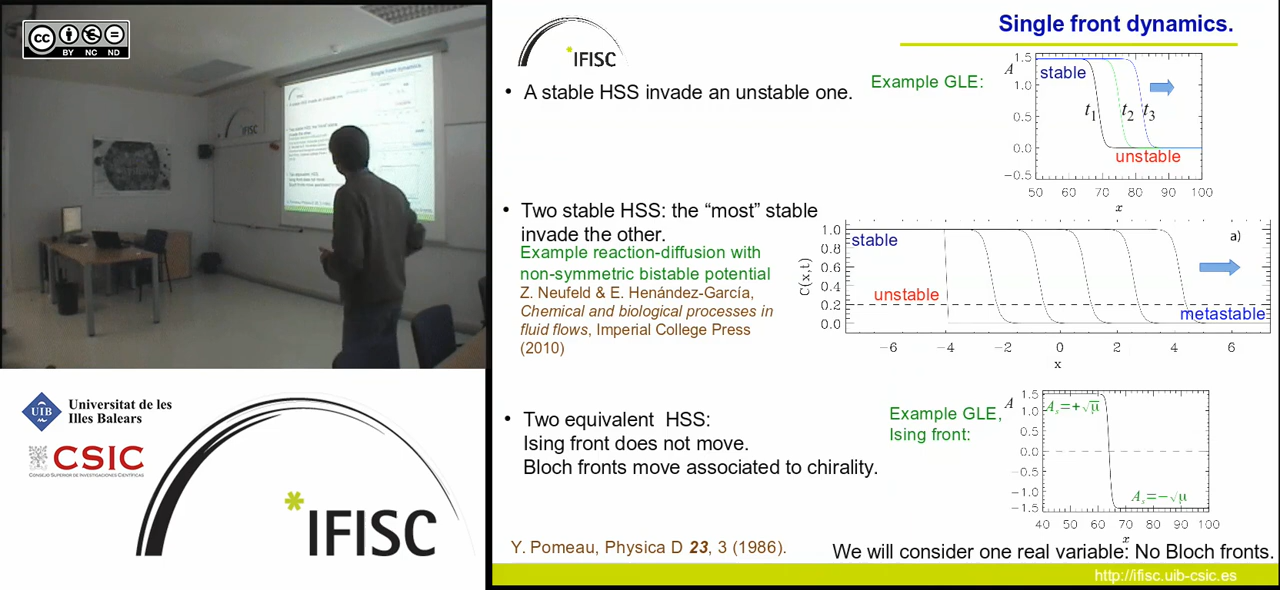 cc
BY NC ND
UIB
Universitat de les
Illes Balears
CSIC
CONSEJO SUPERIOR DE INVESTIGACIONES CIENTÍFICAS
*IFISC
*IFISC
Single front dynamics.
• A stable HSS invade an unstable one.
Example GLE:
A
1.5
1.0
0.5
0.0
−0.5
stable
t1 t2 t3
unstable
50 60 70 80 90 100
x
• Two stable HSS: the “most” stable
invade the other.
Example reaction-diffusion with
non-symmetric bistable potential
Z. Neufeld & E. Henández-García,
Chemical and biological processes in
fluid flows, Imperial College Press
(2010)
C(x,t)
1.0
0.8
0.6
0.4
0.2
0.0
stable
a)
unstable
metastable
−6 −4 −2 0 2 4 6
x
• Two equivalent HSS:
Ising front does not move.
Bloch fronts move associated to chirality.
Example GLE,
Ising front:
A
1.5
1.0
0.5
0.0
−0.5
−1.0
−1.5
As=+√μ
As=−√μ
40 50 60 70 80 90 100
x
Y. Pomeau, Physica D 23, 3 (1986).
We will consider one real variable: No Bloch fronts.
http://ifisc.uib-csic.es